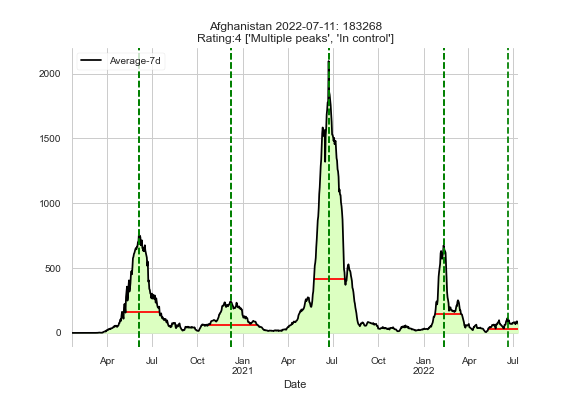 Afghanistan 2022-07-11: 183268
Rating:4 ['Multiple peaks', 'In control']
Average-7d
2000
1500
1000
500
0
Apr Jul Oct Jan Apr Jul Oct Jan Apr Jul
2021 2022
Date